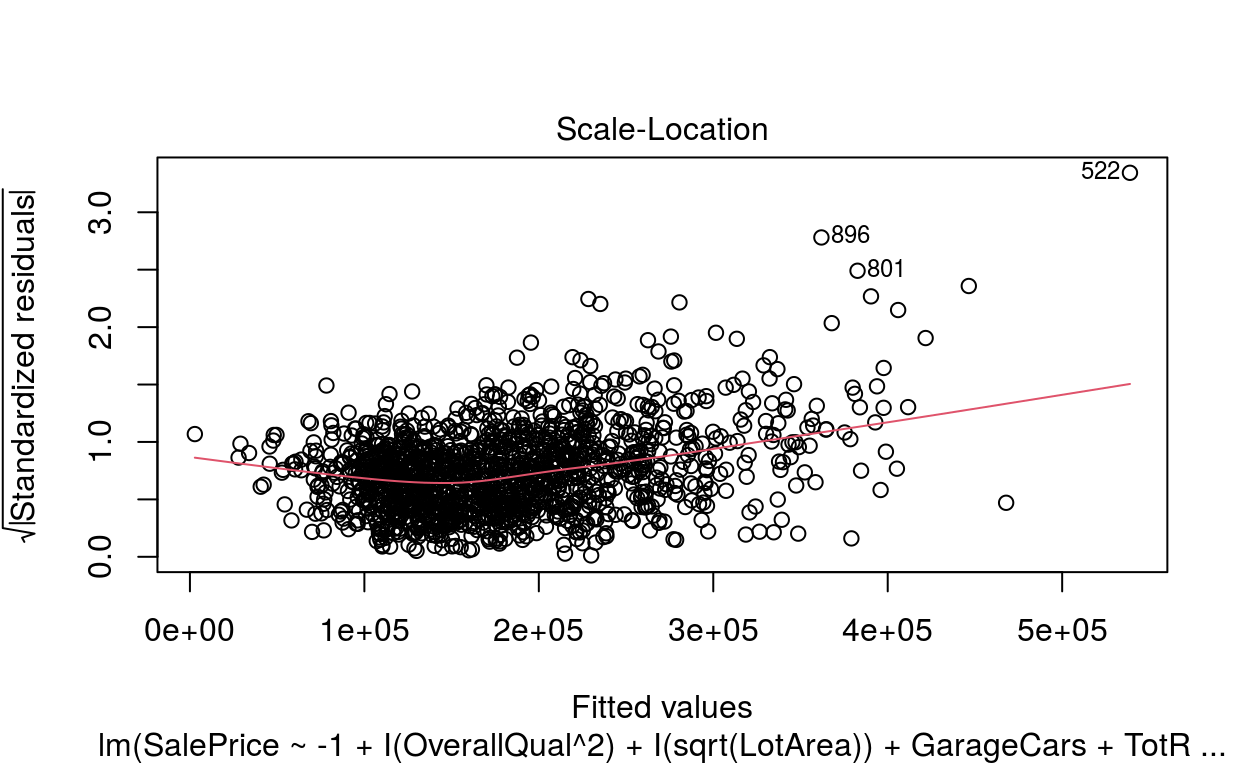 Scale-Location
√|Standardized residuals|
3.0
2.0
1.0
0.0
522
896
801
0e+00 1e+05 2e+05 3e+05 4e+05 5e+05
Fitted values
lm(SalePrice ~ -1 + I(OverallQual^2) + I(sqrt(LotArea)) + GarageCars + TotR ...